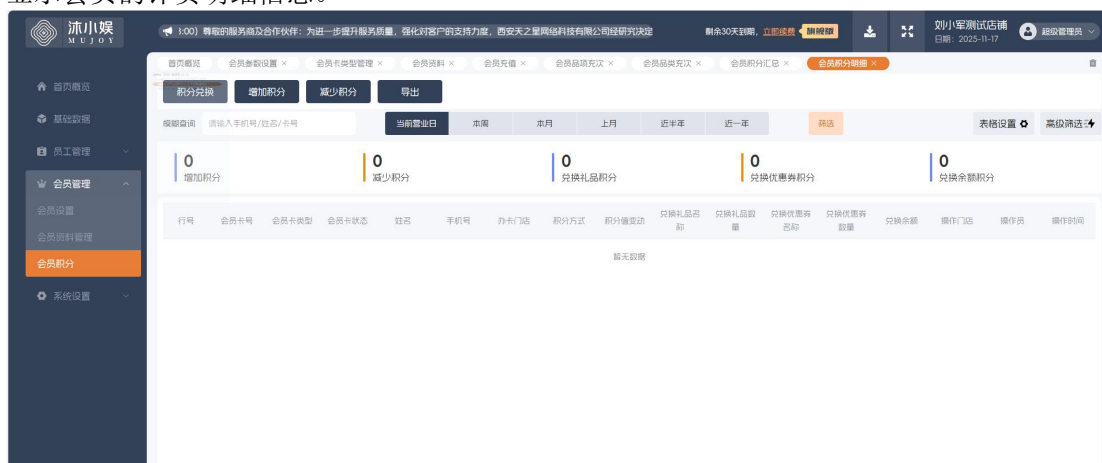 沐小娱
MUJOY
1:00）尊敬的服务商及合作伙伴：为进一步提升服务质量，强化对客户的支持力度，西安天之星网络科技有限公司经研究决定
剩余30天到期，立即续费 旗舰版
刘小军测试店铺
日期：2025-11-17
超级管理员
首页概览 会员参数设置 × 会员卡类型管理 × 会员资料 × 会员充值 × 会员品项充次 × 会员品类充次 × 会员积分汇总 × 会员积分明细 ×
首页概览
基础数据
员工管理
会员管理
会员设置
会员资料管理
会员积分
系统设置
积分兑换 增加积分 减少积分 导出
模糊查询 请输入手机号/姓名/卡号 当前营业日 本周 本月 上月 近半年 近一年 筛选 表格设置 高级筛选
0 0 0 0 0
增加积分 减少积分 兑换礼品积分 兑换优惠券积分 兑换余额积分
行号 会员卡号 会员卡类型 会员卡状态 姓名 手机号 办卡门店 积分方式 积分值变动 兑换礼品名称 兑换礼品数量 兑换优惠券名称 兑换优惠券数量 兑换余额 操作门店 操作员 操作时间
暂无数据